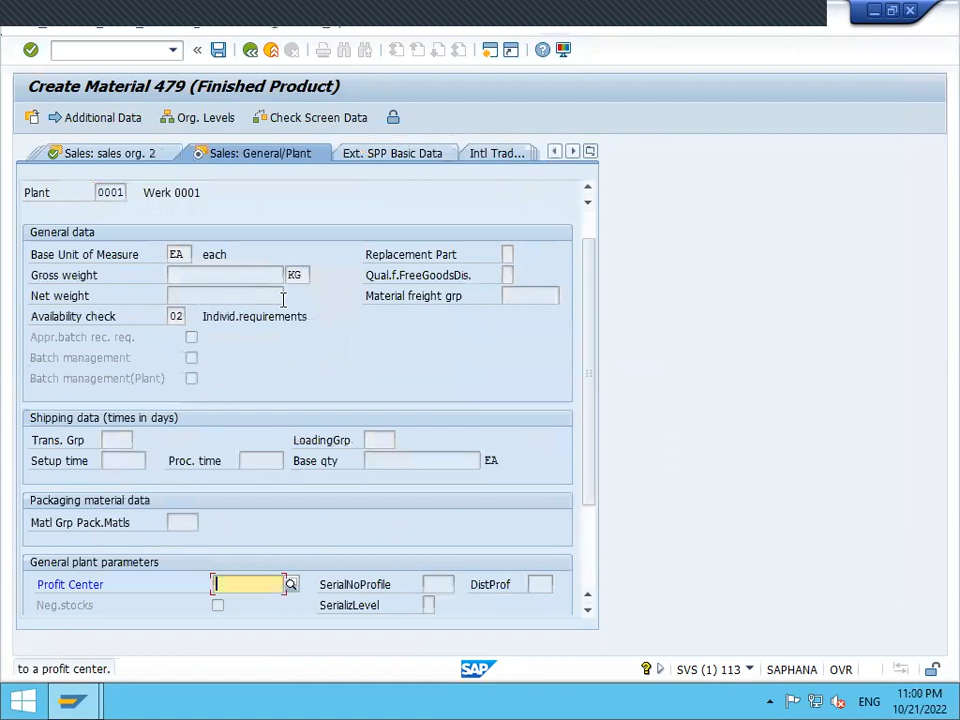 Create Material 479 (Finished Product)
Additional Data Org. Levels Check Screen Data
Sales: sales org. 2 Sales: General/Plant Ext. SPP Basic Data Intl Trad...
Plant 0001 Werk 0001
General data
Base Unit of Measure EA each Replacement Part
Gross weight KG Qual.f.FreeGoodsDis.
Net weight Material freight grp
Availability check 02 Individ.requirements
Appr.batch rec. req.
Batch management
Batch management(Plant)
Shipping data (times in days)
Trans. Grp LoadingGrp
Setup time Proc. time Base qty EA
Packaging material data
Matl Grp Pack.Matls
General plant parameters
Profit Center SerialNoProfile DistProf
Neg.stocks SerializLevel
to a profit center. SAP SVS (1) 113 SAPHANA OVR
ENG 11:00 PM
10/21/2022